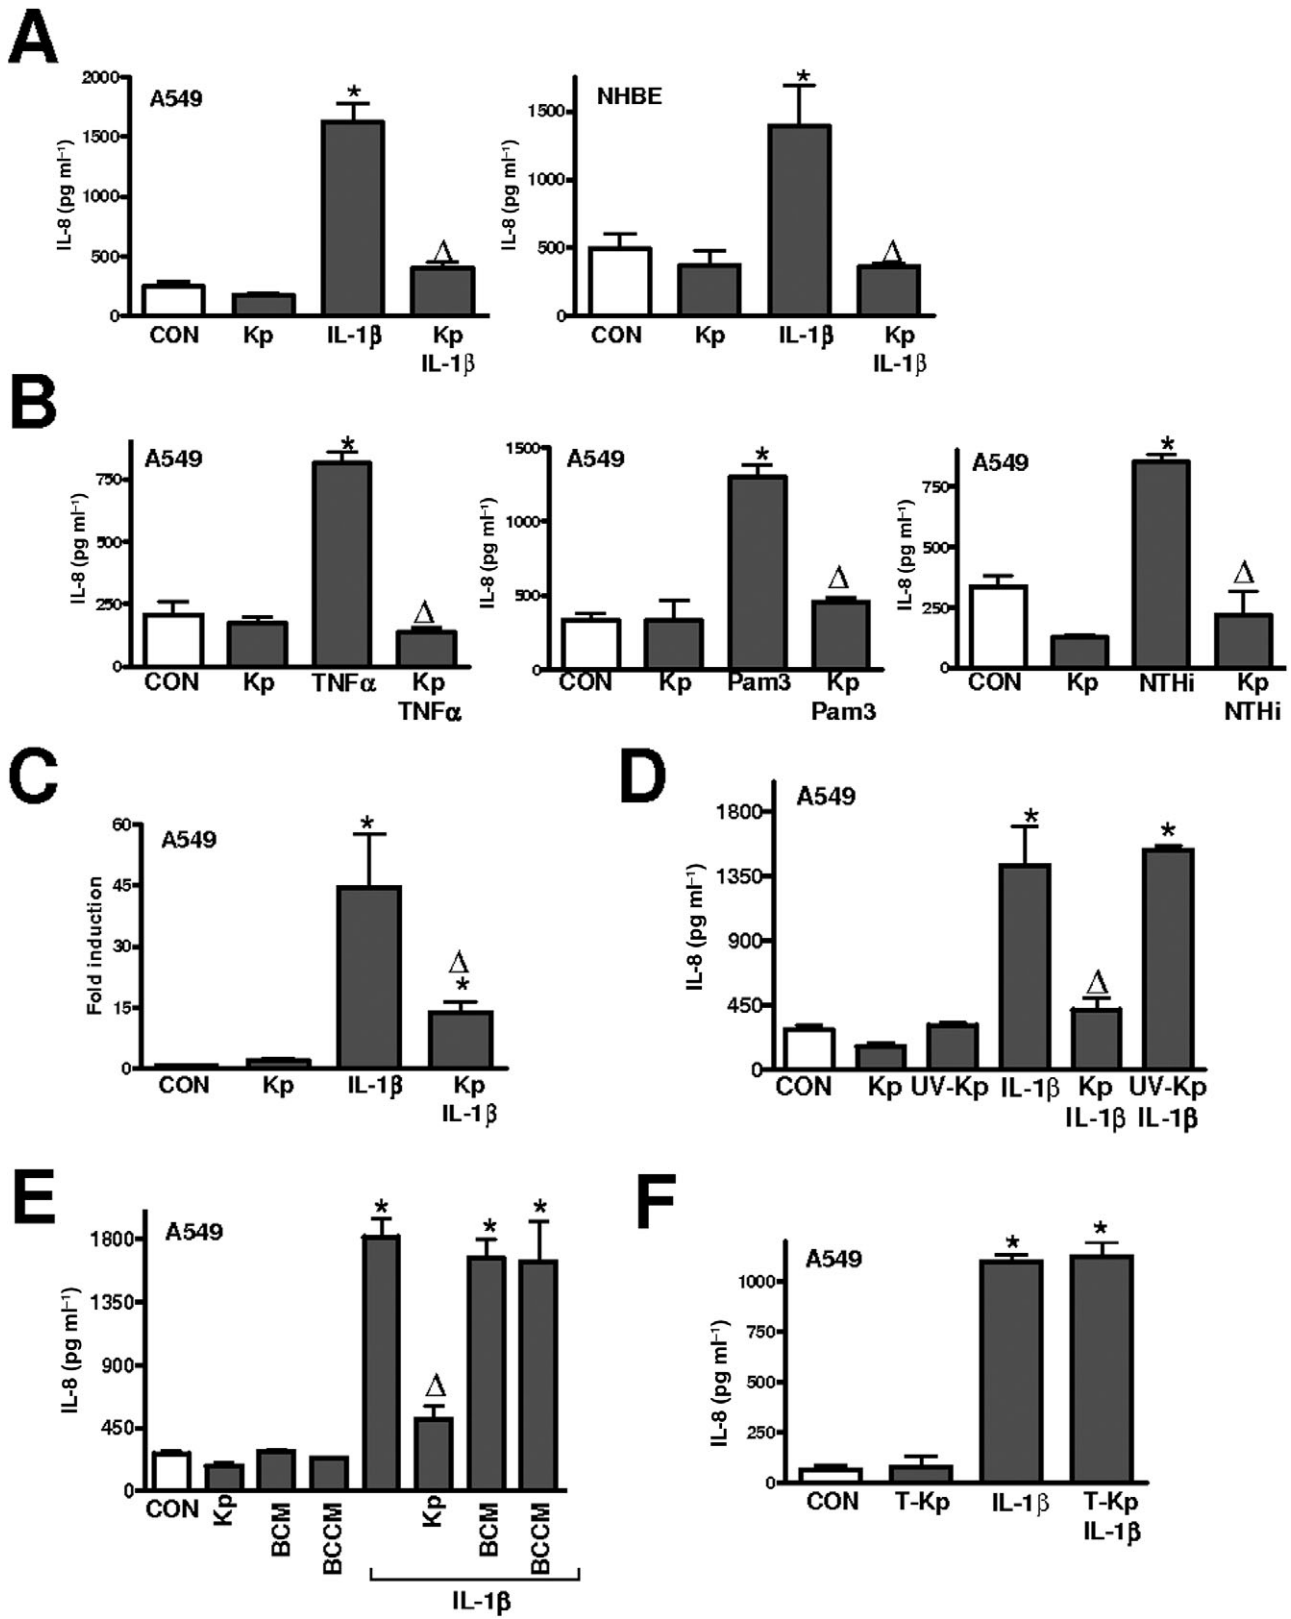 A
A549
IL-8 (pg ml⁻¹)
2000
1500
1000
500
0
*
Δ
CON Kp IL-1β Kp
IL-1β
NHBE
IL-8 (pg ml⁻¹)
1500
1000
500
0
*
Δ
CON Kp IL-1β Kp
IL-1β
B
A549
IL-8 (pg ml⁻¹)
750
500
250
0
*
Δ
CON Kp TNFα Kp
TNFα
A549
IL-8 (pg ml⁻¹)
1500
1000
500
0
*
Δ
CON Kp Pam3 Kp
Pam3
A549
IL-8 (pg ml⁻¹)
750
500
250
0
*
Δ
CON Kp NTHi Kp
NTHi
C
A549
Fold induction
60
45
30
15
0
*
Δ
*
CON Kp IL-1β Kp
IL-1β
D
A549
IL-8 (pg ml⁻¹)
1800
1350
900
450
0
*
Δ
*
CON Kp UV-Kp IL-1β Kp UV-Kp
IL-1β IL-1β
E
A549
IL-8 (pg ml⁻¹)
1800
1350
900
450
0
*
Δ
*
*
CON Kp BCM BCCM Kp BCM BCCM
IL-1β
F
A549
IL-8 (pg ml⁻¹)
1000
750
500
250
0
*
*
CON T-Kp IL-1β T-Kp
IL-1β